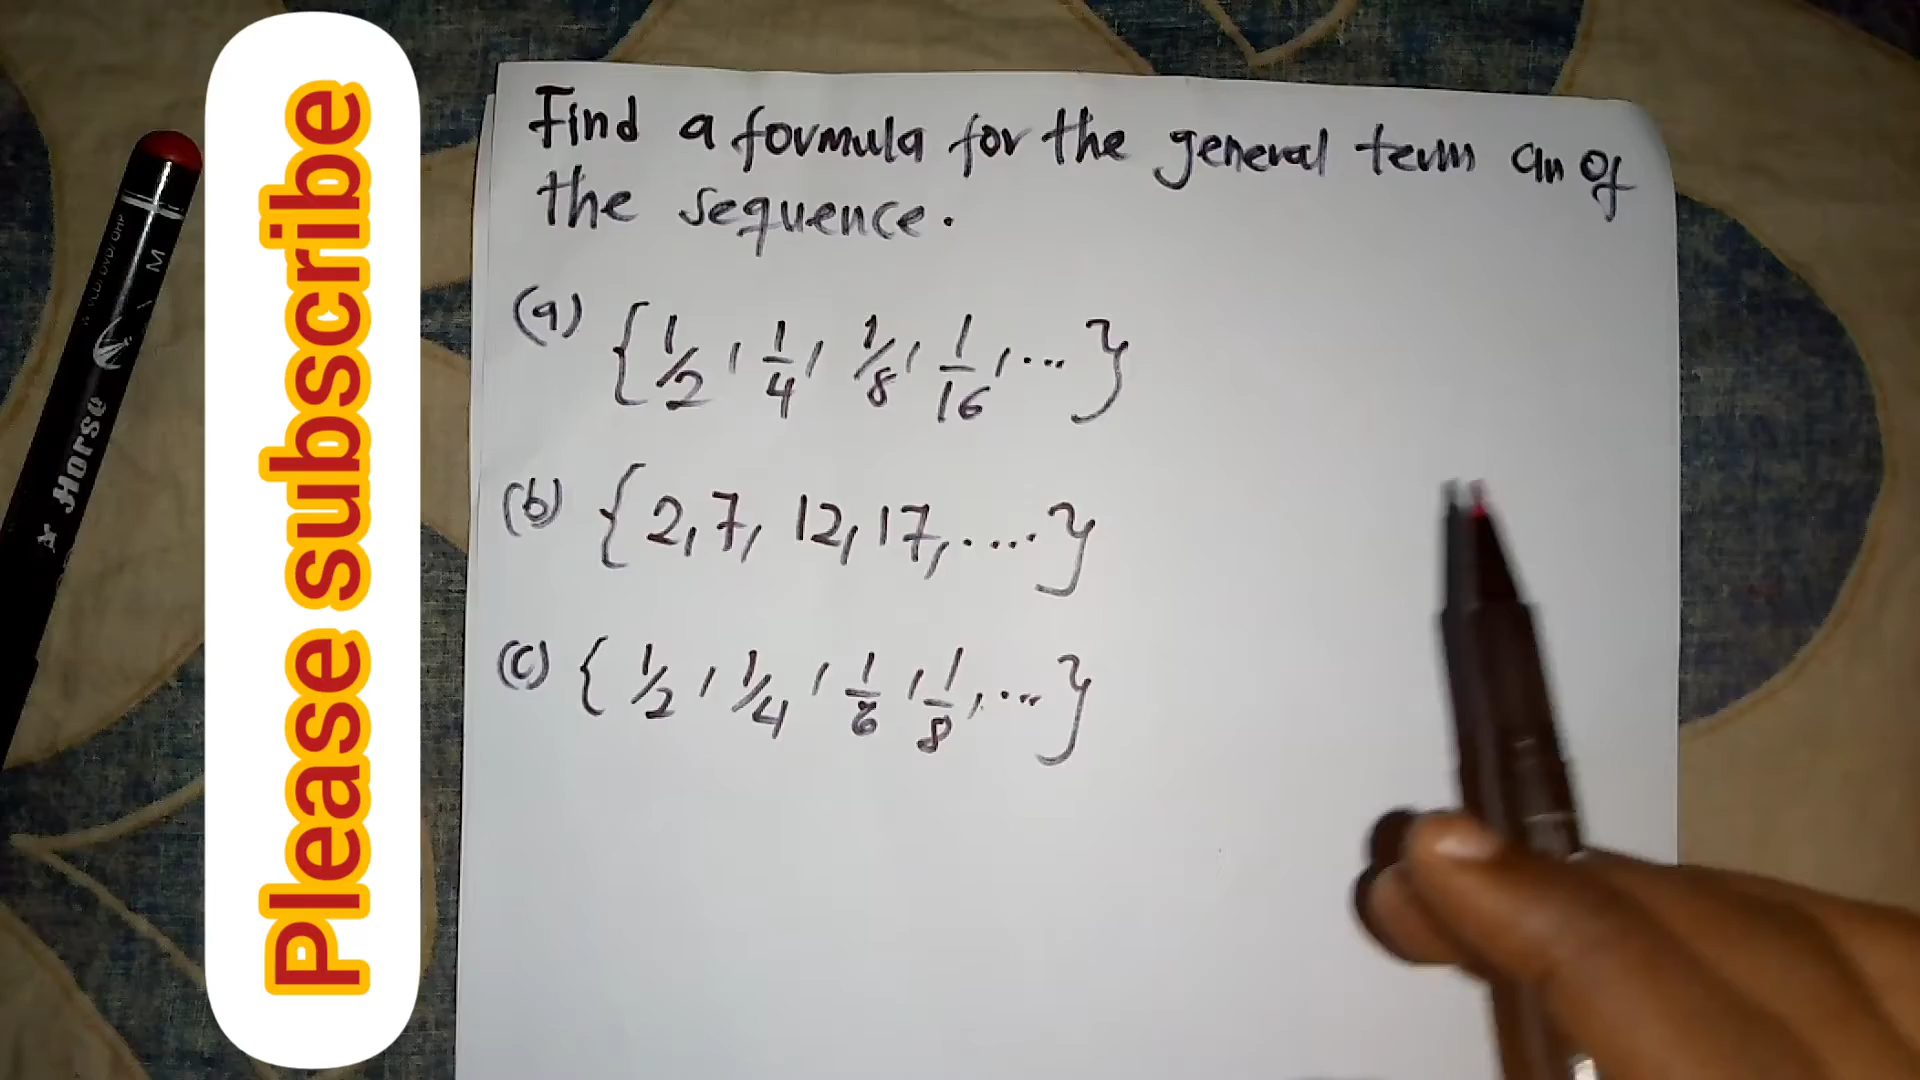 Please subscribe
Horse
M
Find a formula for the general term an of
the sequence.
(a) {1/2, 1/4, 1/8, 1/16, ...}
(b) {2, 7, 12, 17, ....}
(c) {1/2, 1/4, 1/6, 1/8, ...}